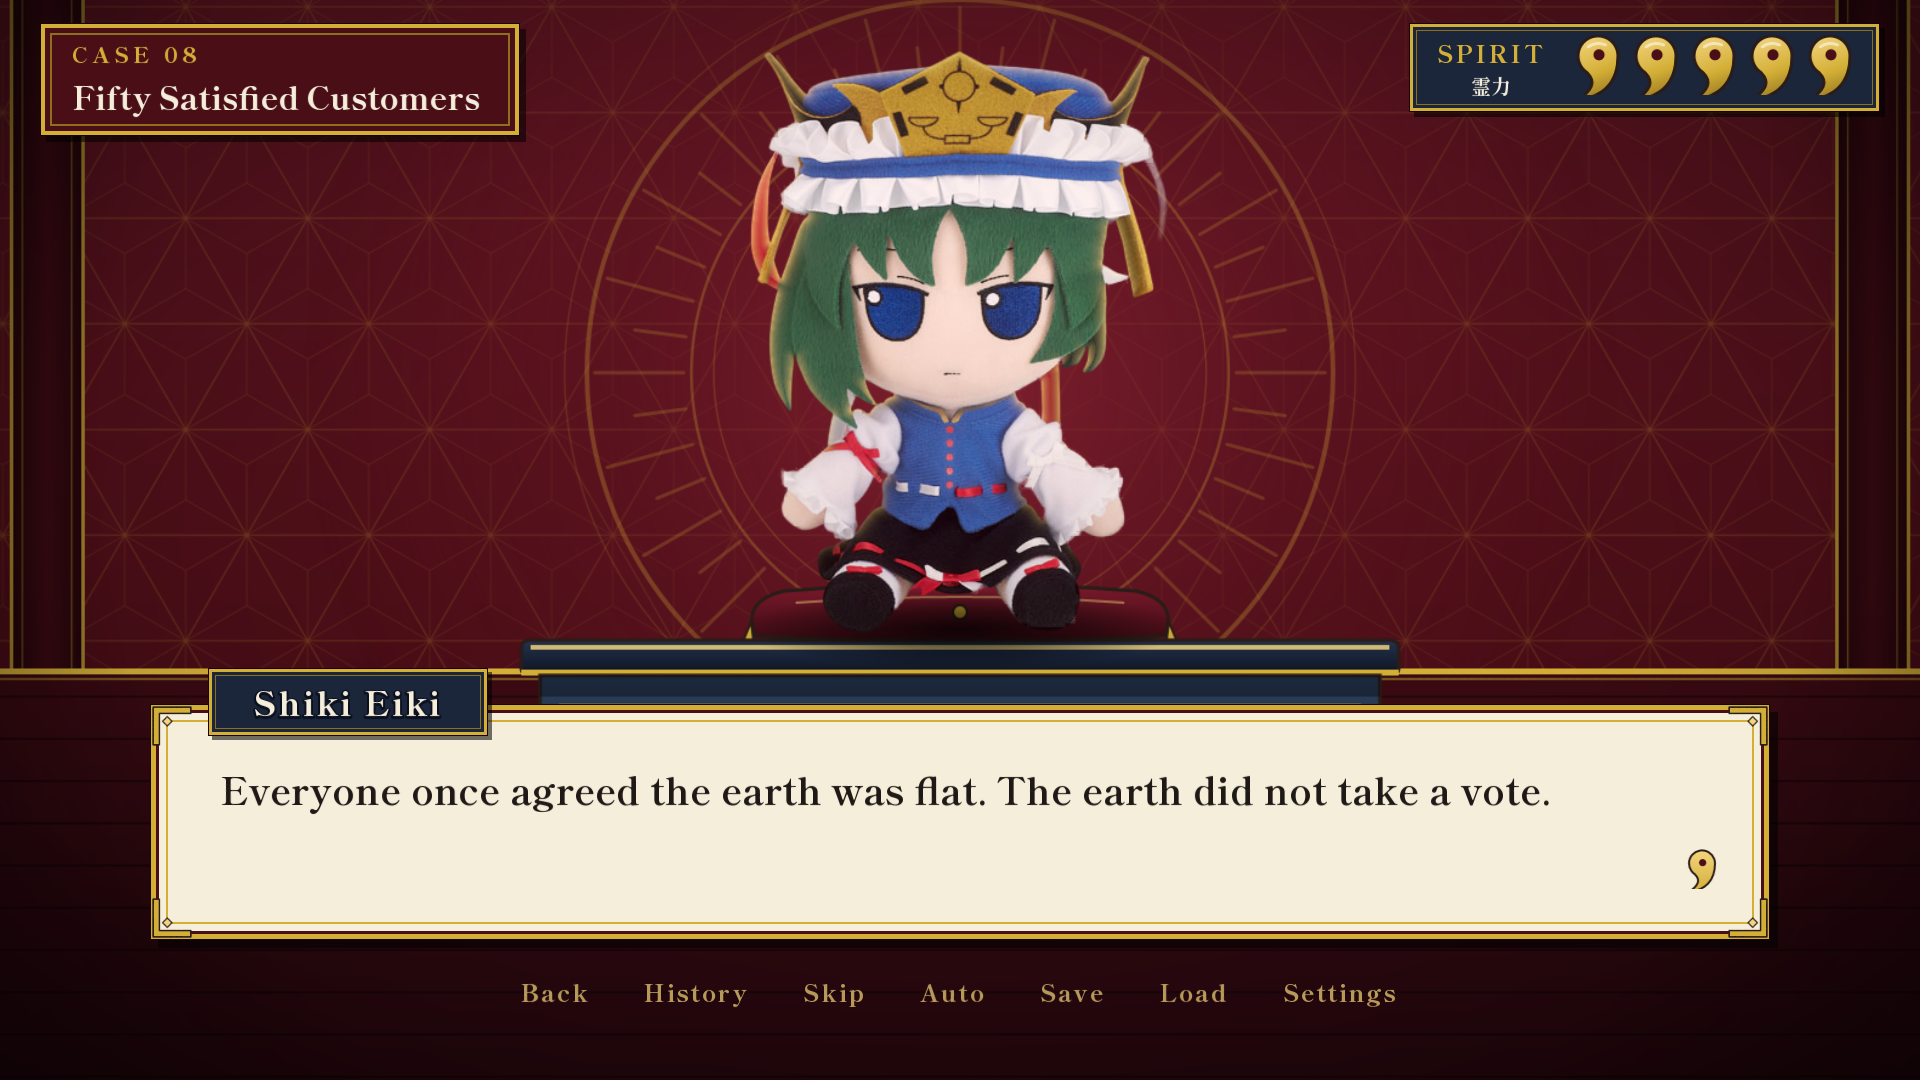 CASE 08
Fifty Satisfied Customers
SPIRIT
霊力
Shiki Eiki
Everyone once agreed the earth was flat. The earth did not take a vote.
Back History Skip Auto Save Load Settings